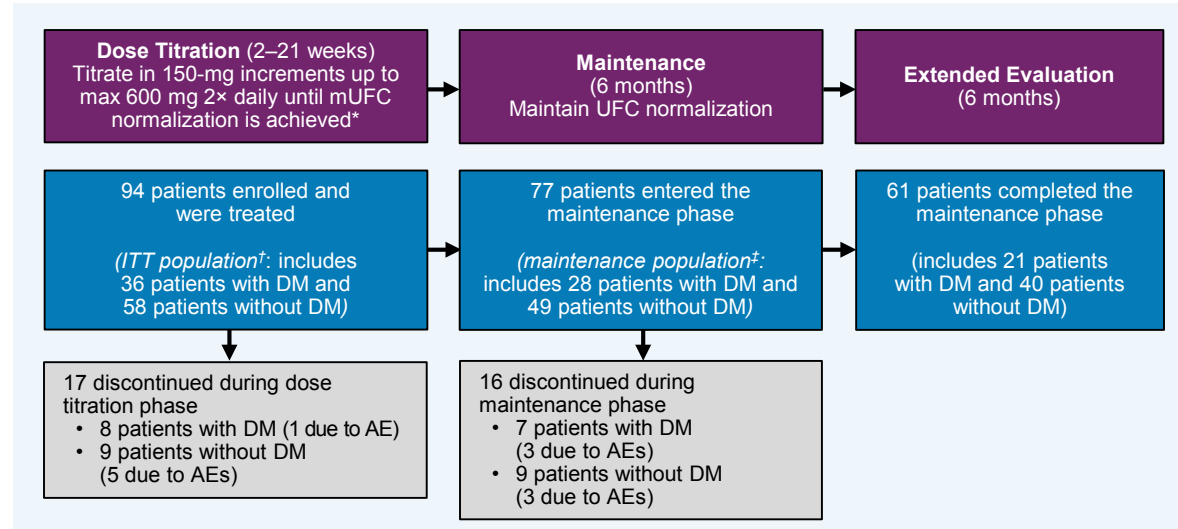 Dose Titration (2–21 weeks)
Titrate in 150-mg increments up to
max 600 mg 2× daily until mUFC
normalization is achieved*
Maintenance
(6 months)
Maintain UFC normalization
Extended Evaluation
(6 months)
94 patients enrolled and
were treated
(ITT population†: includes
36 patients with DM and
58 patients without DM)
77 patients entered the
maintenance phase
(maintenance population‡:
includes 28 patients with DM and
49 patients without DM)
61 patients completed the
maintenance phase
(includes 21 patients
with DM and 40 patients
without DM)
17 discontinued during dose
titration phase
• 8 patients with DM (1 due to AE)
• 9 patients without DM
(5 due to AEs)
16 discontinued during
maintenance phase
• 7 patients with DM
(3 due to AEs)
• 9 patients without DM
(3 due to AEs)